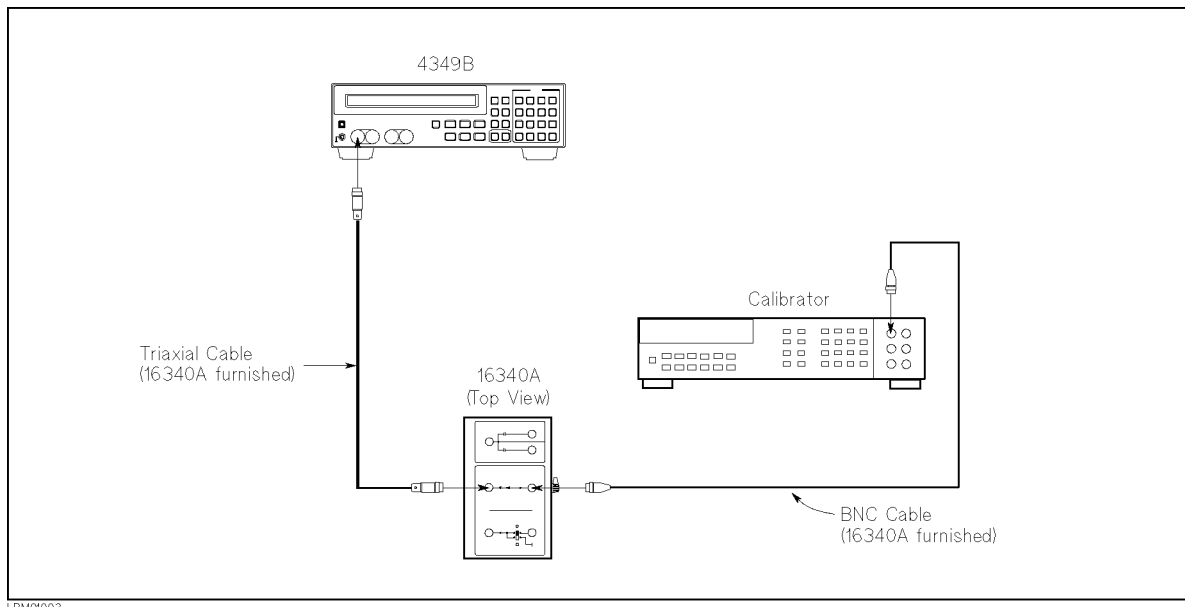 4349B
Calibrator
Triaxial Cable
(16340A furnished)
16340A
(Top View)
BNC Cable
(16340A furnished)